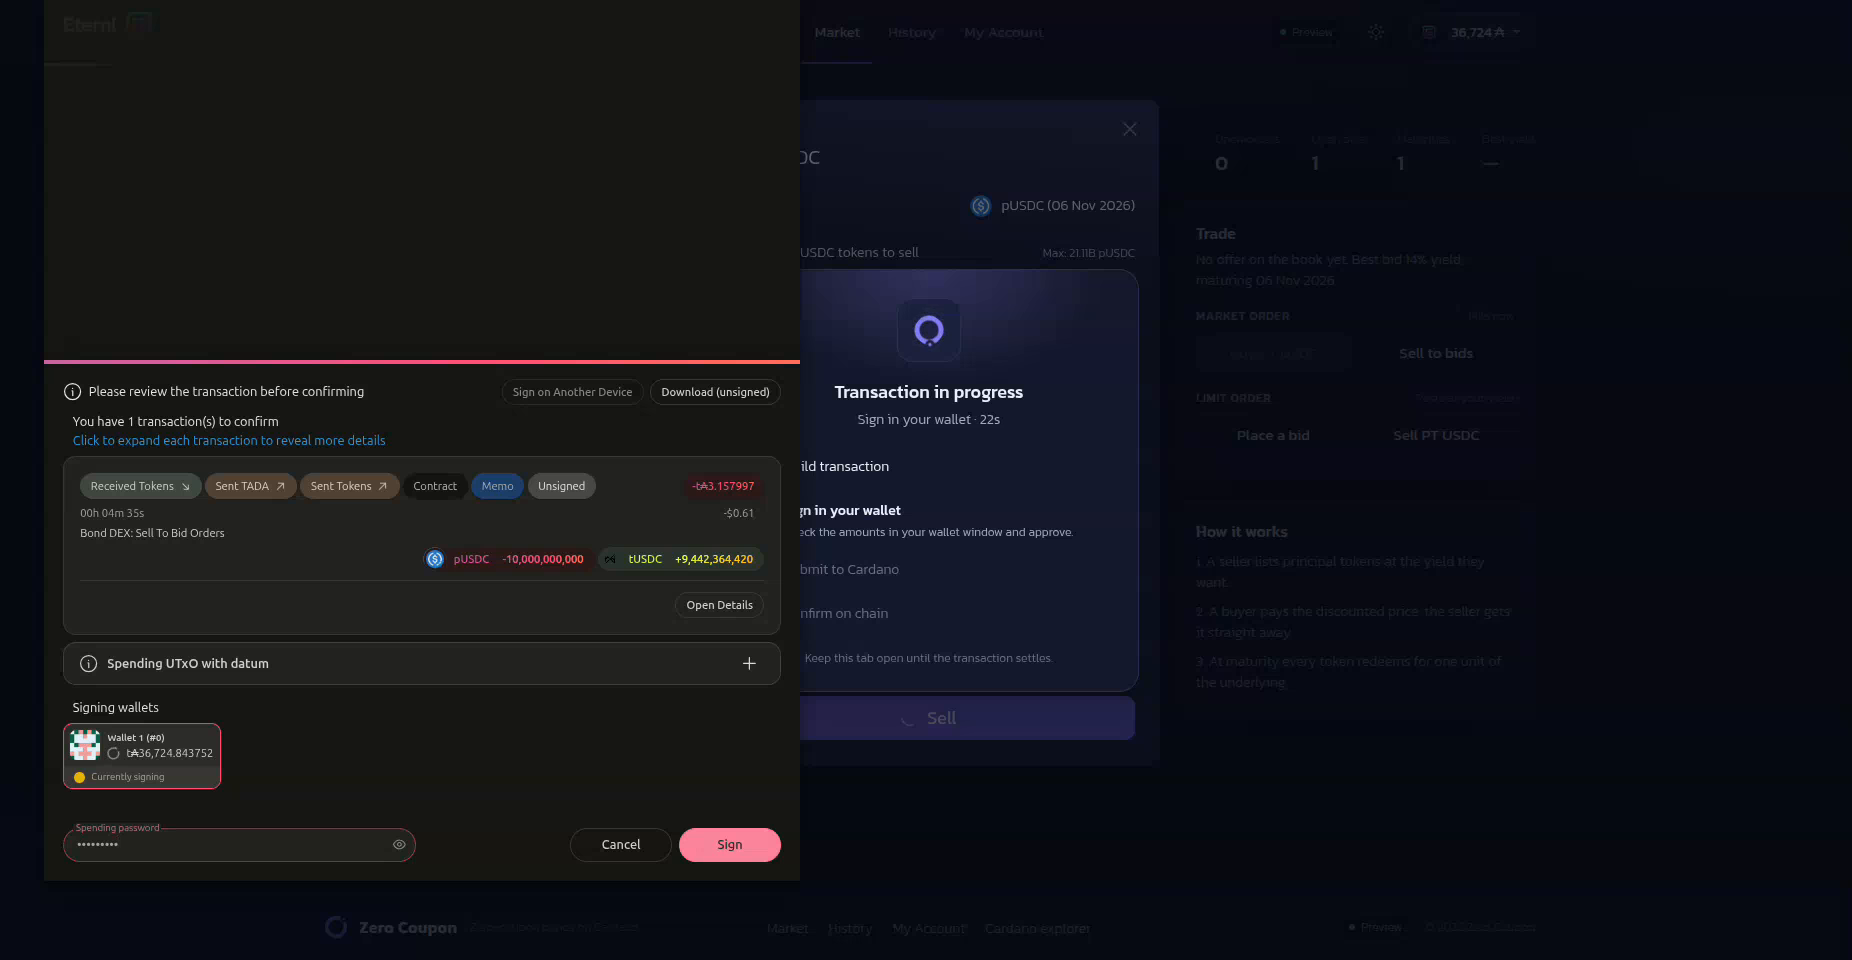 Eternl
Market
History
My Account
Preview
36,724₳
DC
pUSDC (06 Nov 2026)
USDC tokens to sell
Max: 21.11B pUSDC
0
1
1
—
Trade
No offer on the book yet. Best bid 14% yield,
maturing 06 Nov 2026
MARKET ORDER
Sell to bids
LIMIT ORDER
Place a bid
Sell PT USDC
Transaction in progress
Sign in your wallet · 22s
ild transaction
gn in your wallet
eck the amounts in your wallet window and approve.
bmit to Cardano
nfirm on chain
Keep this tab open until the transaction settles.
Sell
How it works
1. A seller lists principal tokens at the yield they
want.
2. A buyer pays the discounted price; the seller gets
it straight away.
3. At maturity every token redeems for one unit of
the underlying.
Please review the transaction before confirming
Sign on Another Device
Download (unsigned)
You have 1 transaction(s) to confirm
Click to expand each transaction to reveal more details
Received Tokens ↘
Sent TADA ↗
Sent Tokens ↗
Contract
Memo
Unsigned
-t₳3.157997
00h 04m 35s
-$0.61
Bond DEX: Sell To Bid Orders
pUSDC -10,000,000,000
tUSDC +9,442,364,420
Open Details
Spending UTxO with datum
Signing wallets
Wallet 1 (#0)
t₳36,724.843752
Currently signing
Spending password
•••••••••
Cancel
Sign
Zero Coupon
Market
History
My Account
Cardano explorer
Preview